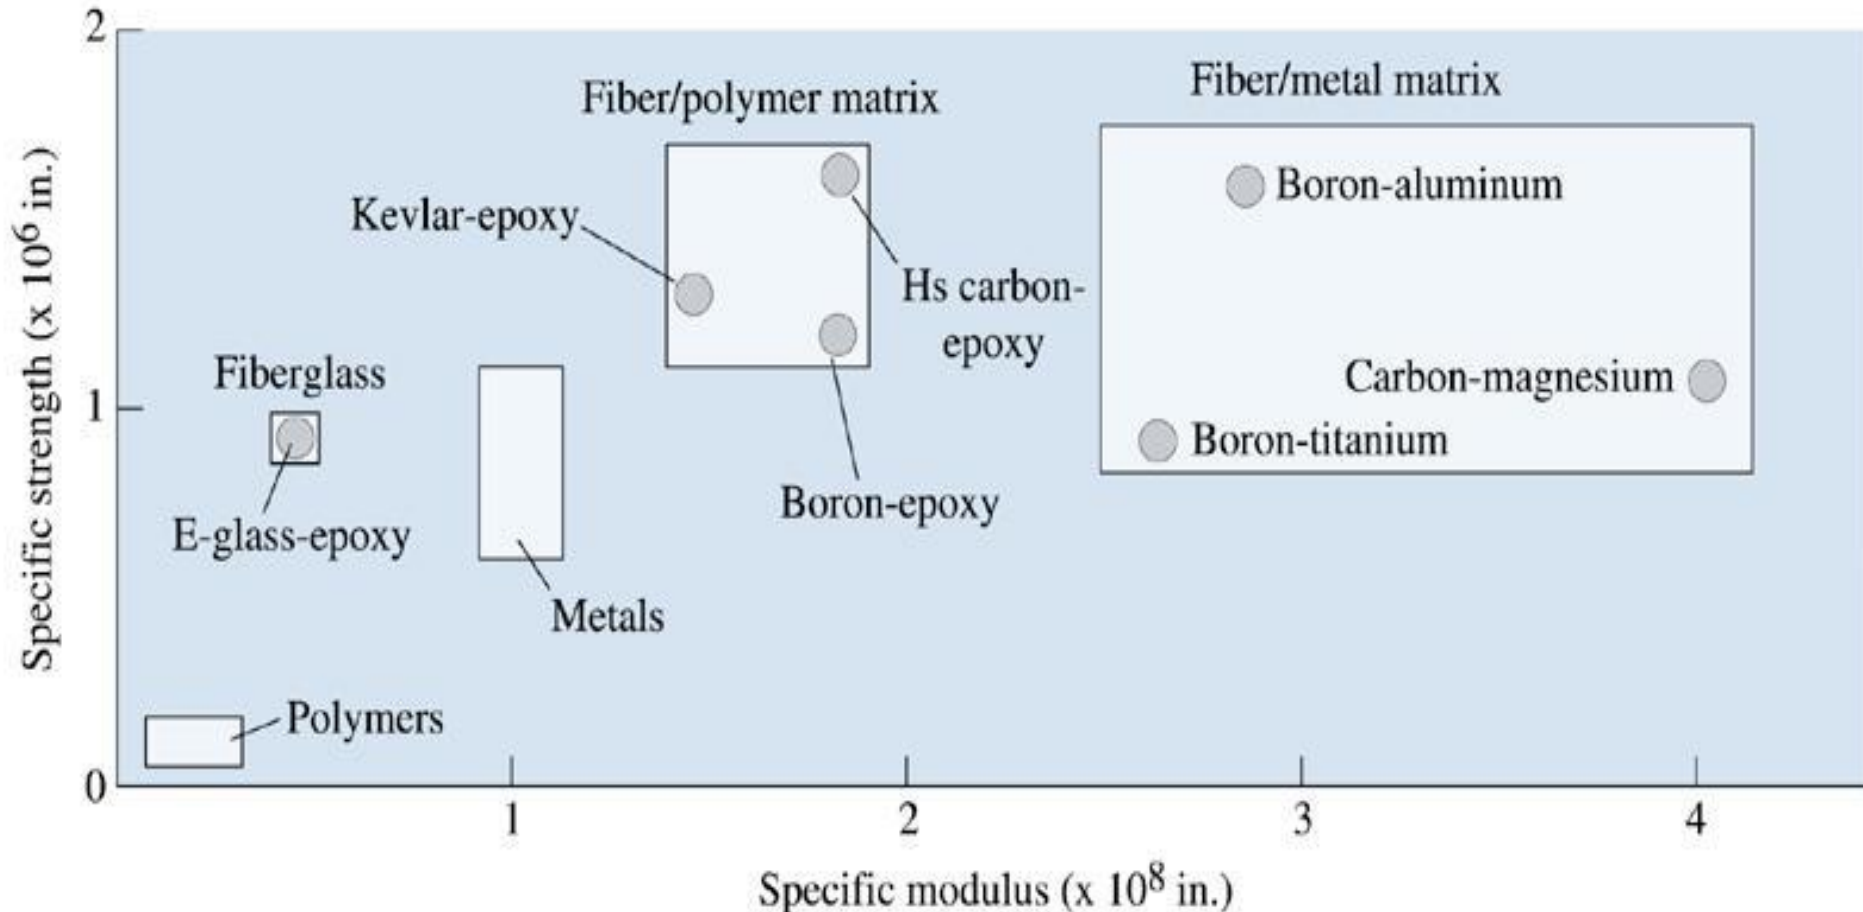 2
Fiber/metal matrix
Fiber/polymer matrix
Boron-aluminum
Kevlar-epoxy
Hs carbon-
epoxy
Fiberglass
Carbon-magnesium
1
Boron-titanium
Boron-epoxy
E-glass-epoxy
Metals
Polymers
0
1 2 3 4
Specific modulus (x 10⁸ in.)
Specific strength (x 10⁶ in.)